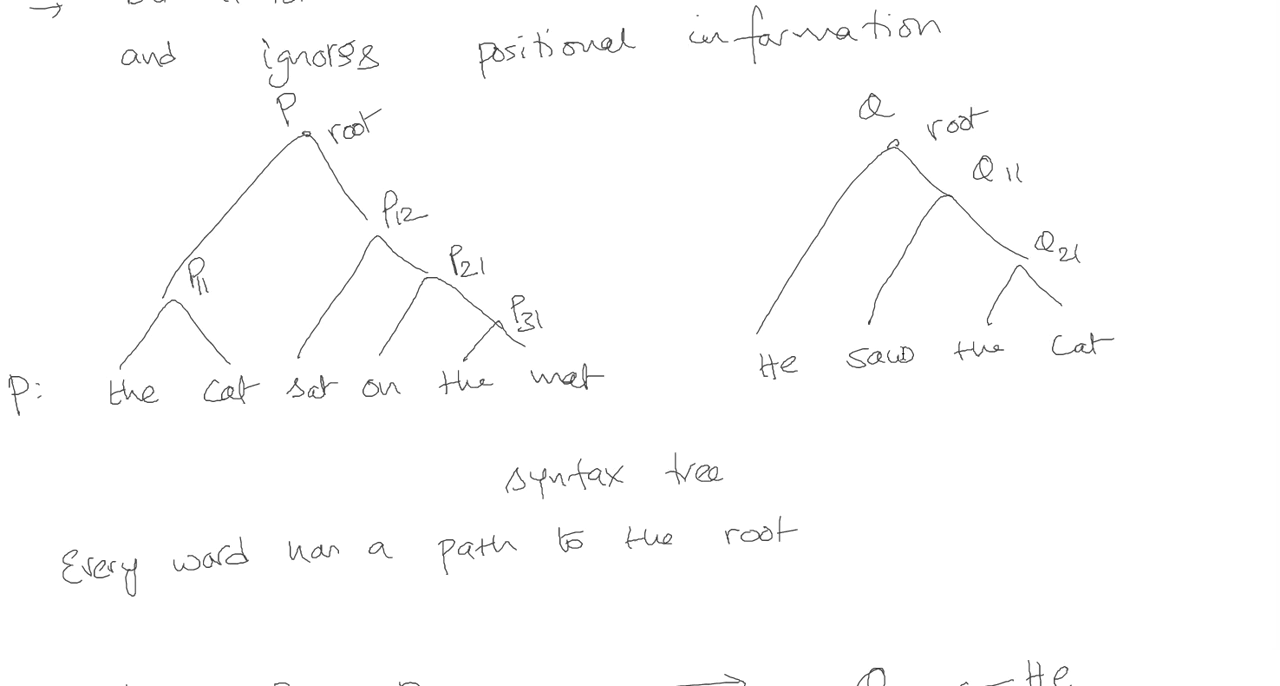 →
and ignores positional information
P root
Q root
Q11
P12
Q21
P21
P11
P31
He saw the cat
P: the cat sat on the mat
syntax tree
Every word has a path to the root
→ He